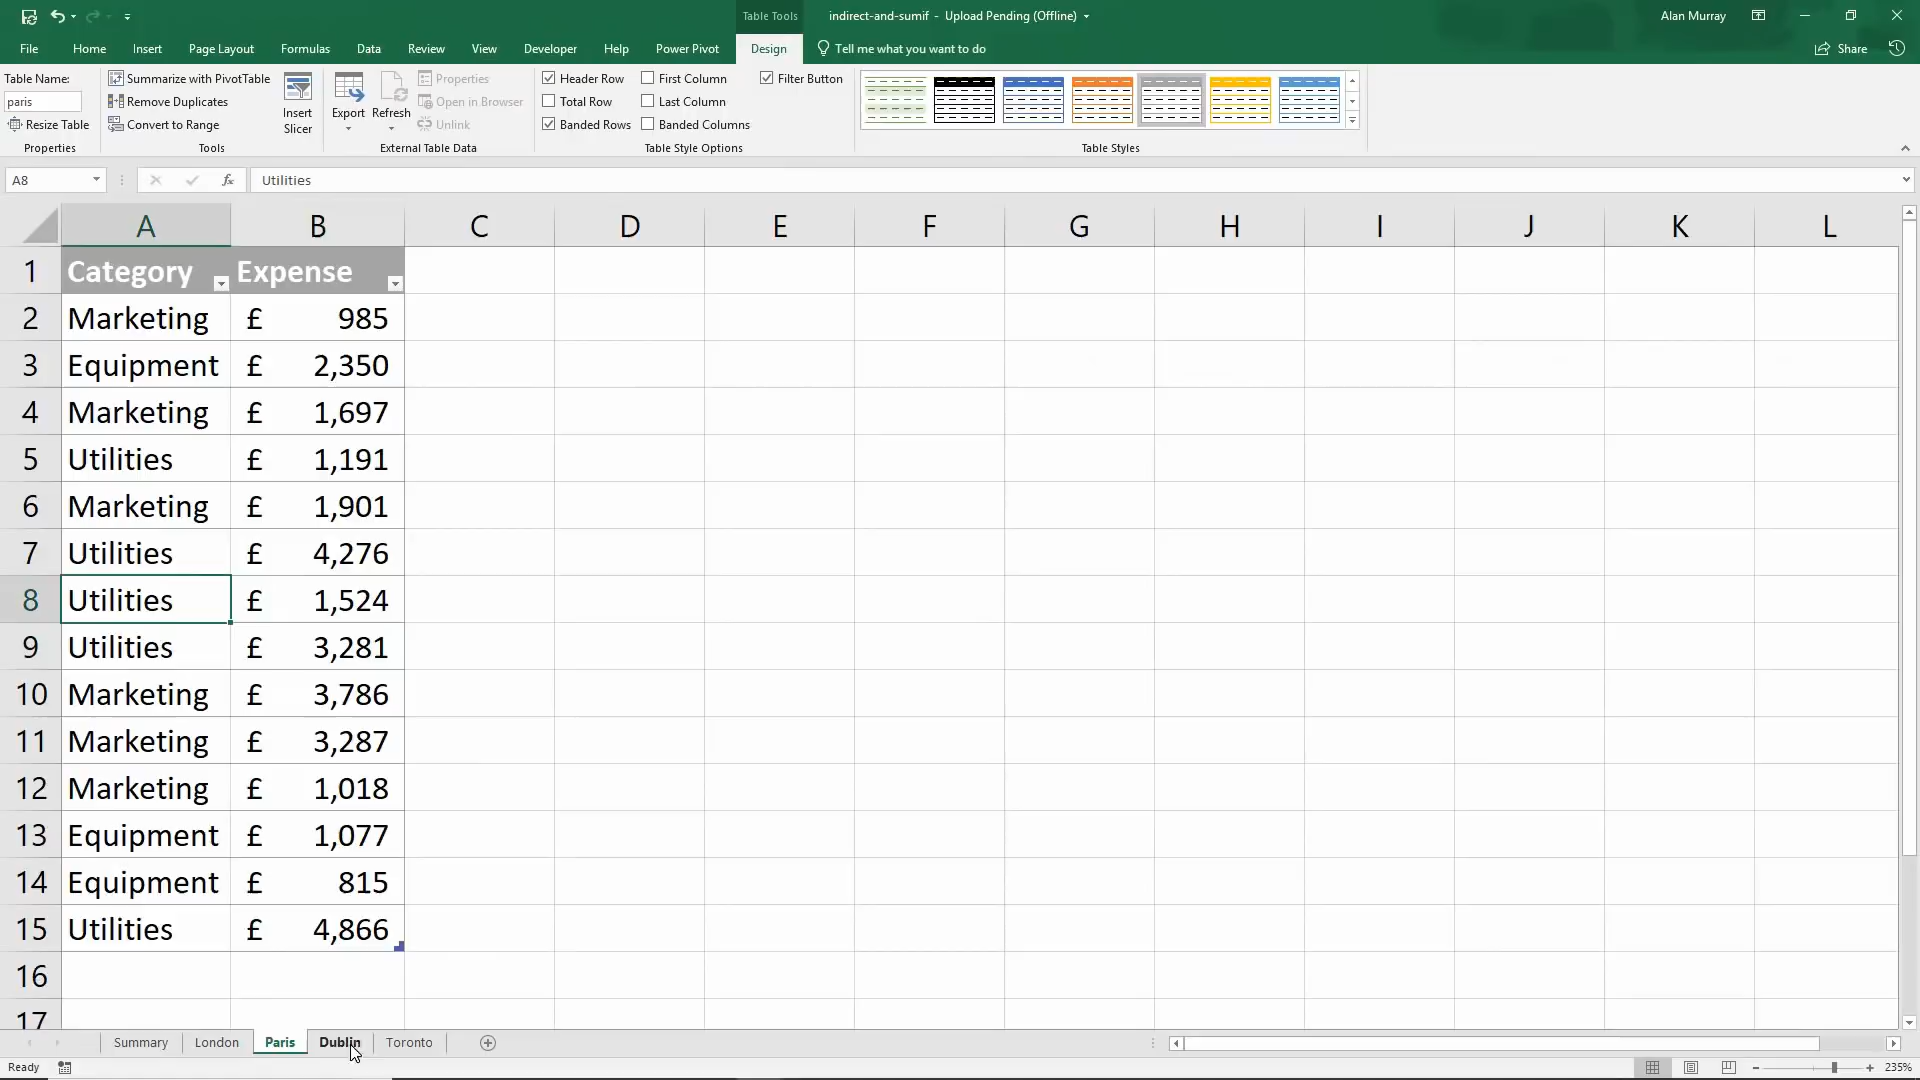 indirect-and-sumif - Upload Pending (Offline)
Table Tools
Alan Murray
File Home Insert Page Layout Formulas Data Review View Developer Help Power Pivot Design Tell me what you want to do Share
Table Name:
paris
Resize Table
Properties
Summarize with PivotTable
Remove Duplicates
Convert to Range
Tools
Insert
Slicer
Export
Refresh
Properties
Open in Browser
Unlink
External Table Data
Header Row First Column Filter Button
Total Row Last Column
Banded Rows Banded Columns
Table Style Options
Table Styles
A8 fx Utilities
A B C D E F G H I J K L
1 Category Expense
2 Marketing £ 985
3 Equipment £ 2,350
4 Marketing £ 1,697
5 Utilities £ 1,191
6 Marketing £ 1,901
7 Utilities £ 4,276
8 Utilities £ 1,524
9 Utilities £ 3,281
10 Marketing £ 3,786
11 Marketing £ 3,287
12 Marketing £ 1,018
13 Equipment £ 1,077
14 Equipment £ 815
15 Utilities £ 4,866
16
17
Summary London Paris Dublin Toronto
Ready
235%